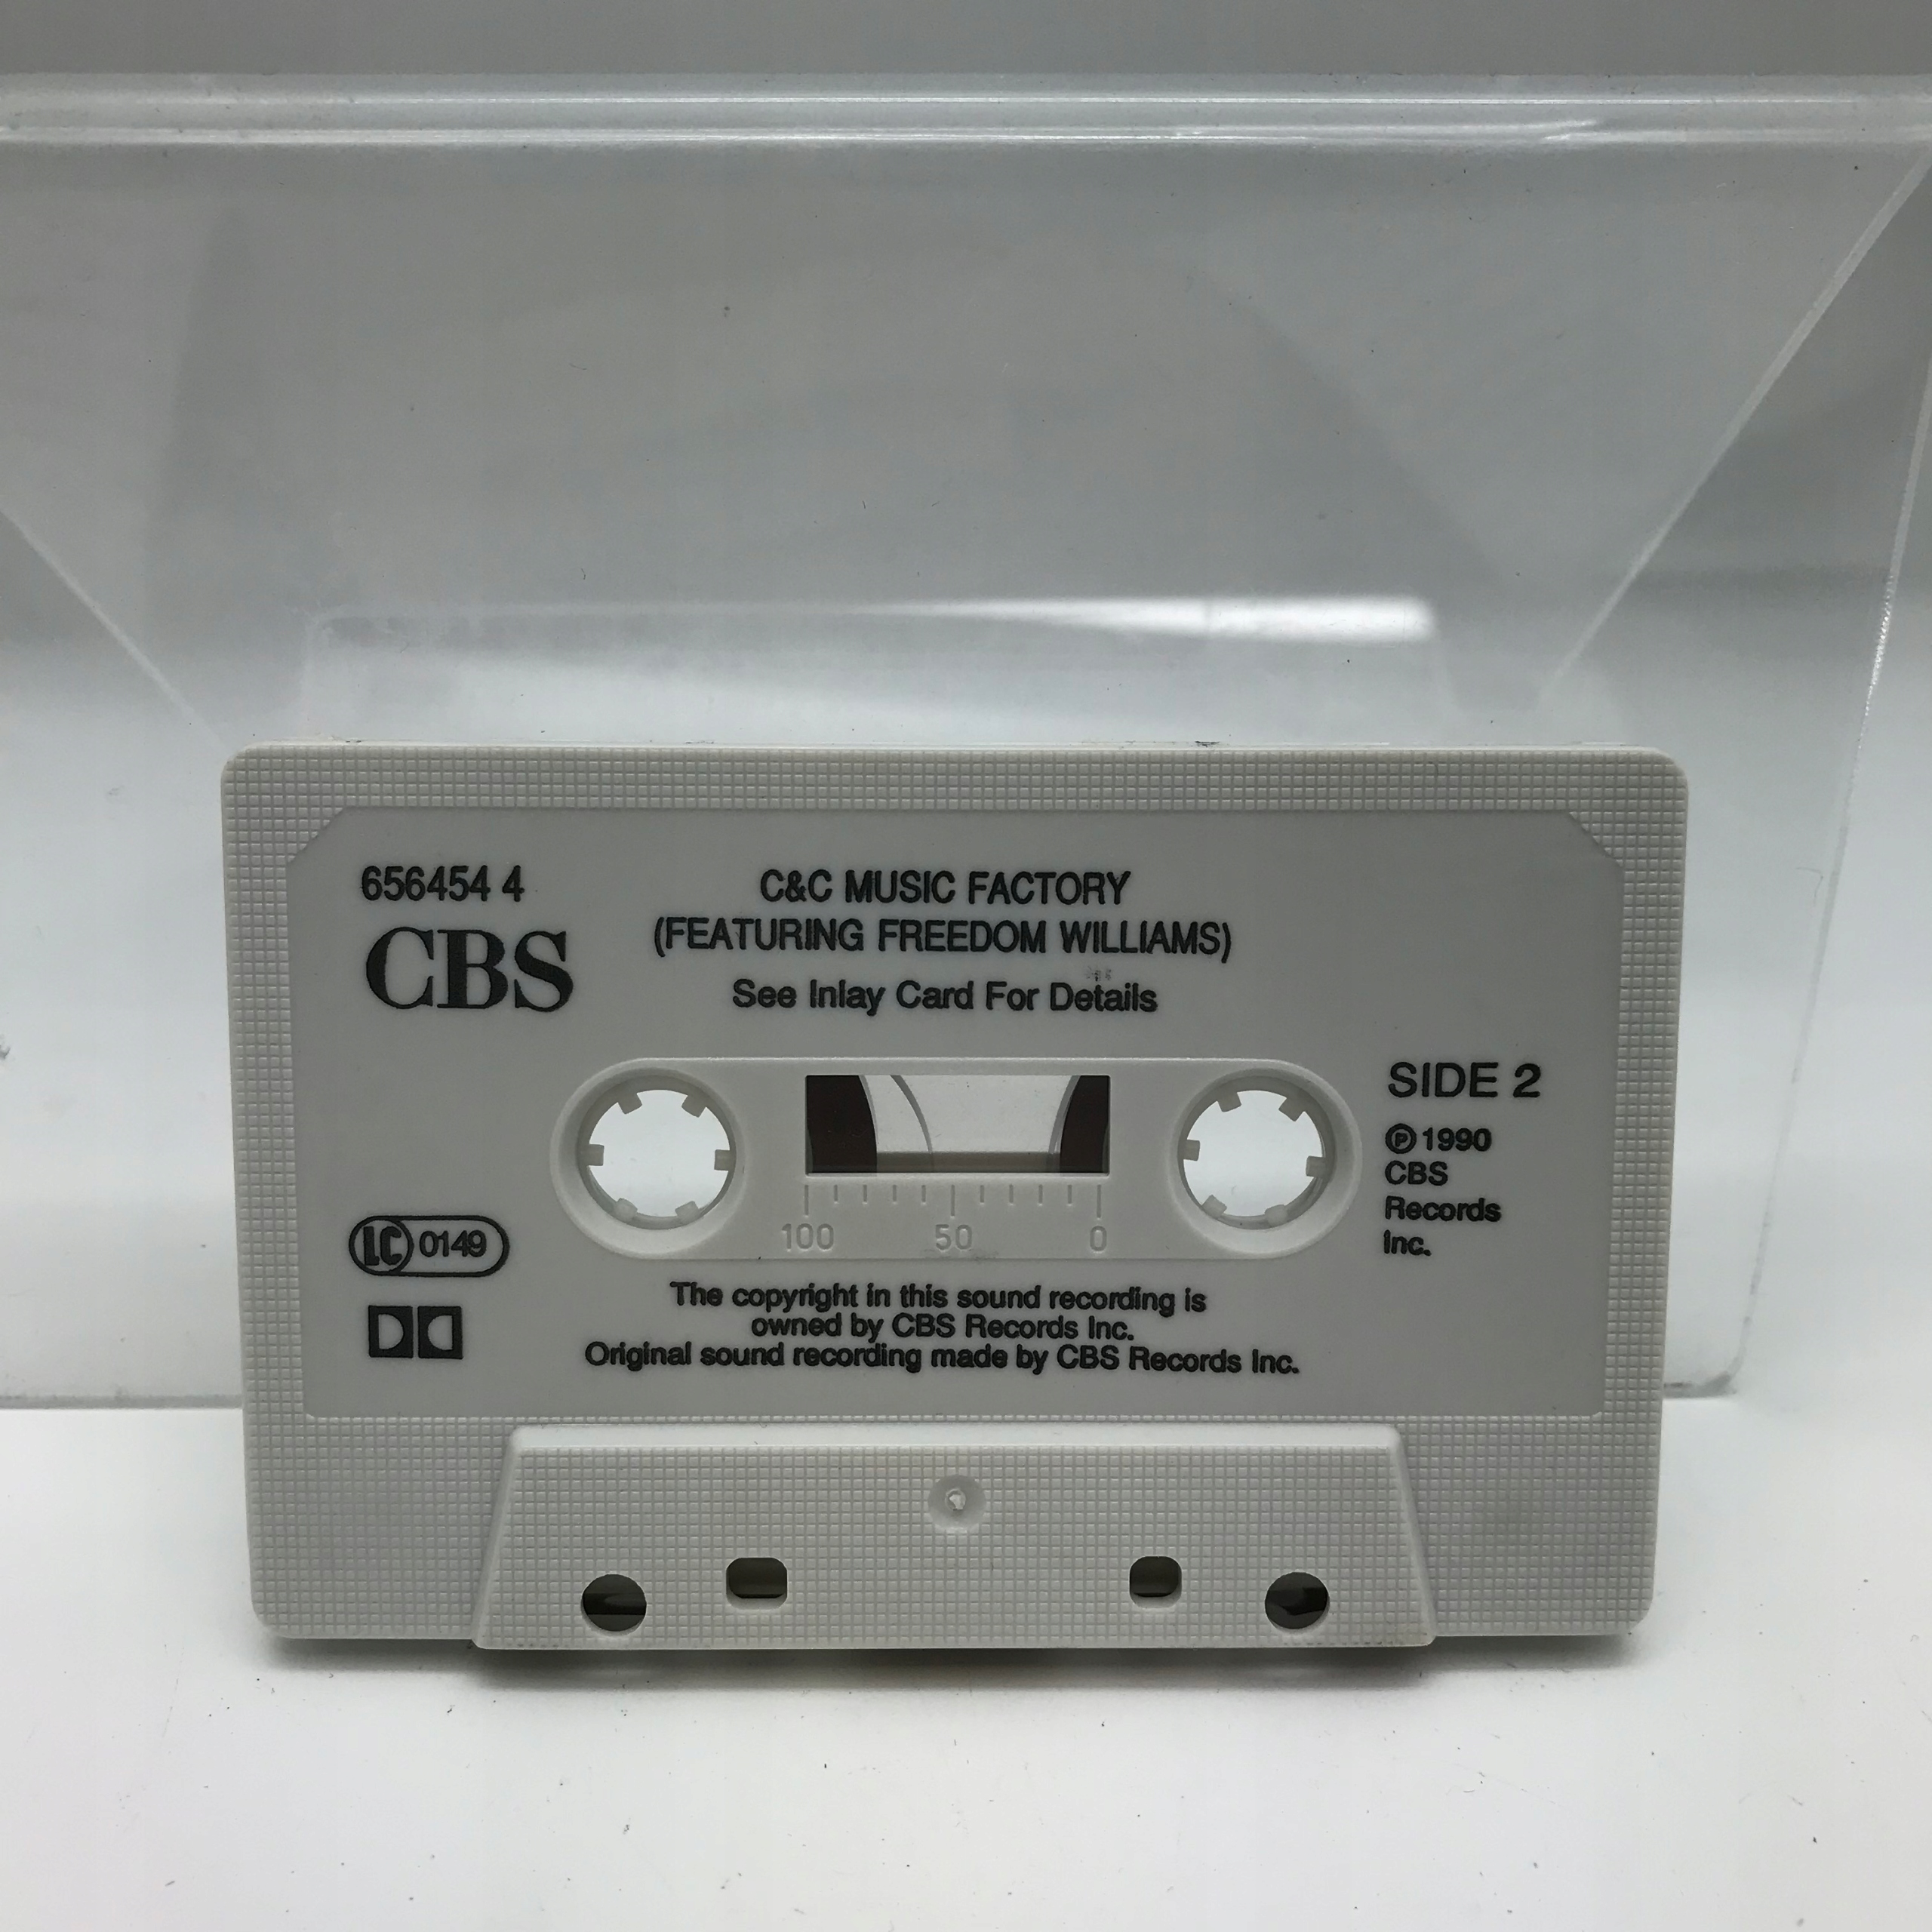 656454 4
CBS
C&C MUSIC FACTORY
(FEATURING FREEDOM WILLIAMS)
See Inlay Card For Details
SIDE 2
℗ 1990
CBS
Records
Inc.
100 50 0
LC 0149
The copyright in this sound recording is
owned by CBS Records Inc.
Original sound recording made by CBS Records Inc.